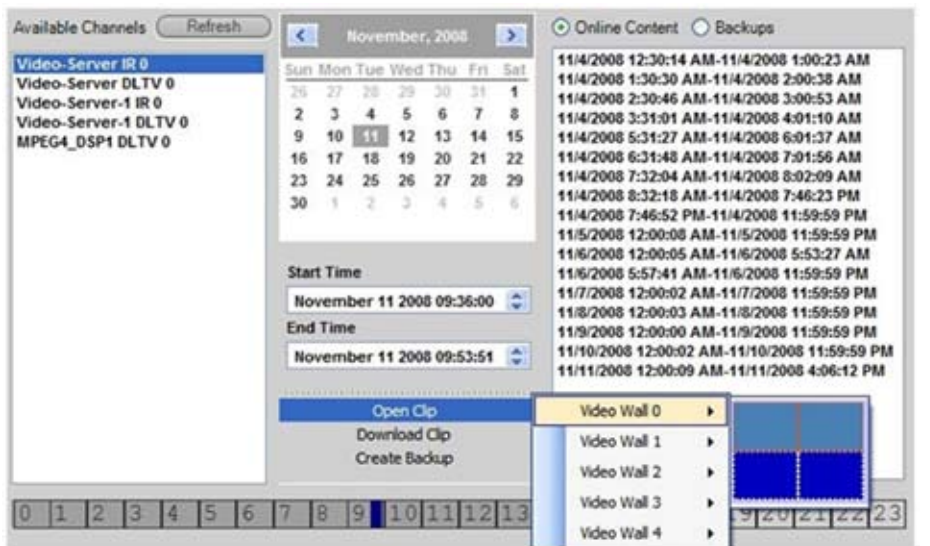 Available Channels Refresh
Video-Server IR 0
Video-Server DLTV 0
Video-Server-1 IR 0
Video-Server-1 DLTV 0
MPEG4_DSP1 DLTV 0
November, 2008
Sun Mon Tue Wed Thu Fri Sat
26 27 28 29 30 31 1
2 3 4 5 6 7 8
9 10 11 12 13 14 15
16 17 18 19 20 21 22
23 24 25 26 27 28 29
30 1 2 3 4 5 6
Start Time
November 11 2008 09:36:00
End Time
November 11 2008 09:53:51
Open Clip
Download Clip
Create Backup
Online Content Backups
11/4/2008 12:30:14 AM-11/4/2008 1:00:23 AM
11/4/2008 1:30:30 AM-11/4/2008 2:00:38 AM
11/4/2008 2:30:46 AM-11/4/2008 3:00:53 AM
11/4/2008 3:31:01 AM-11/4/2008 4:01:10 AM
11/4/2008 5:31:27 AM-11/4/2008 6:01:37 AM
11/4/2008 6:31:48 AM-11/4/2008 7:01:56 AM
11/4/2008 7:32:04 AM-11/4/2008 8:02:09 AM
11/4/2008 8:32:18 AM-11/4/2008 7:46:23 PM
11/4/2008 7:46:52 PM-11/4/2008 11:59:59 PM
11/5/2008 12:00:08 AM-11/5/2008 11:59:59 PM
11/6/2008 12:00:05 AM-11/6/2008 5:53:27 AM
11/6/2008 5:57:41 AM-11/6/2008 11:59:59 PM
11/7/2008 12:00:02 AM-11/7/2008 11:59:59 PM
11/8/2008 12:00:03 AM-11/8/2008 11:59:59 PM
11/9/2008 12:00:00 AM-11/9/2008 11:59:59 PM
11/10/2008 12:00:02 AM-11/10/2008 11:59:59 PM
11/11/2008 12:00:09 AM-11/11/2008 4:06:12 PM
Video Wall 0
Video Wall 1
Video Wall 2
Video Wall 3
Video Wall 4
0 1 2 3 4 5 6 7 8 9 10 11 12 13 19 20 21 22 23